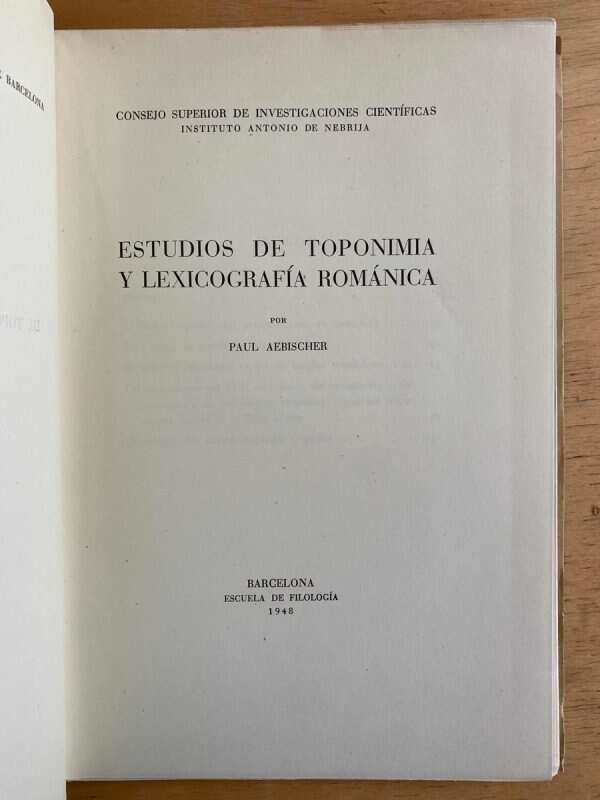 BARCELONA
CONSEJO SUPERIOR DE INVESTIGACIONES CIENTÍFICAS
INSTITUTO ANTONIO DE NEBRIJA
ESTUDIOS DE TOPONIMIA
Y LEXICOGRAFÍA ROMÁNICA
POR
PAUL AEBISCHER
BARCELONA
ESCUELA DE FILOLOGÍA
1948